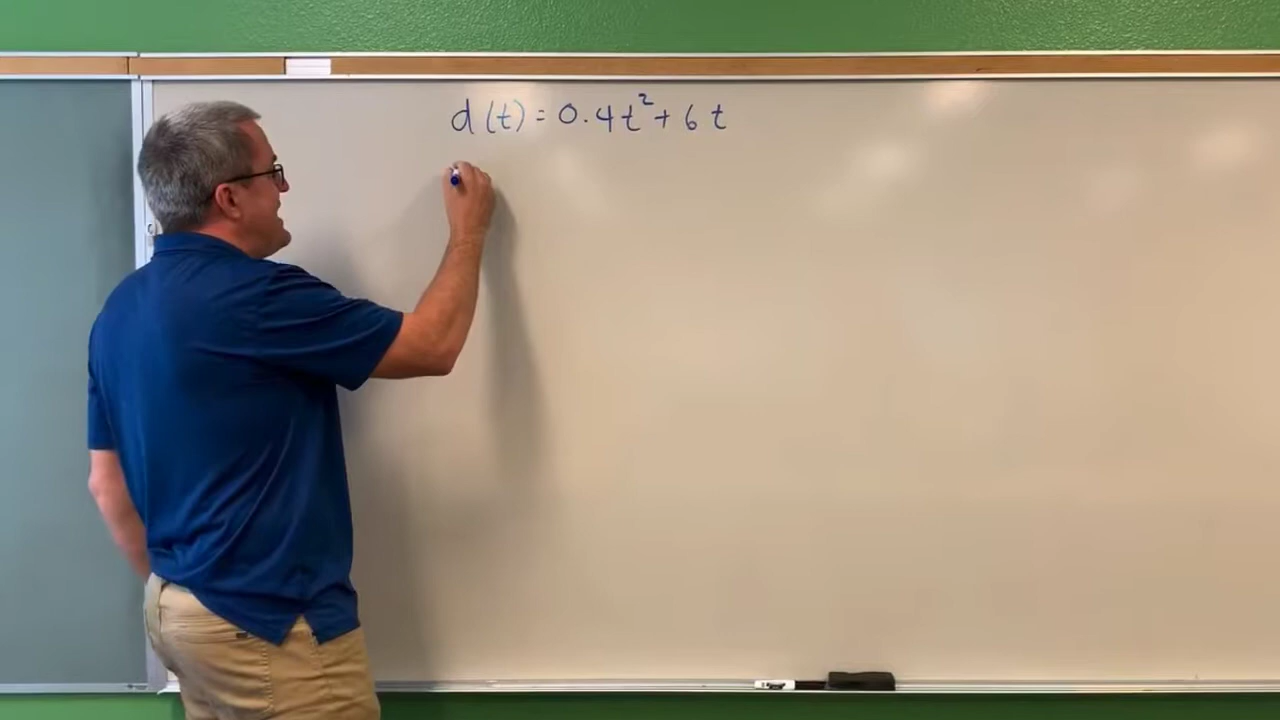 d(t) = 0.4t² + 6t